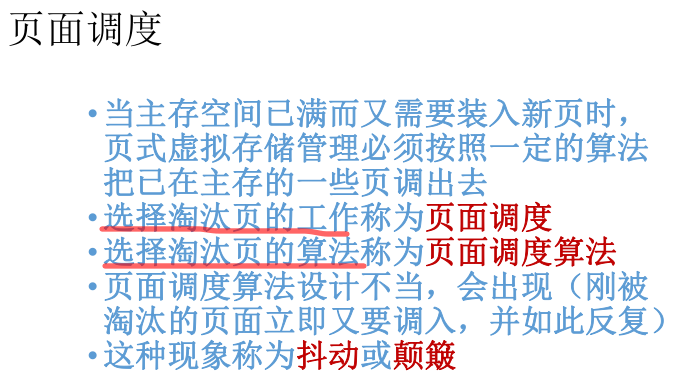 页面调度
•当主存空间已满而又需要装入新页时，
页式虚拟存储管理必须按照一定的算法
把已在主存的一些页调出去
•选择淘汰页的工作称为页面调度
•选择淘汰页的算法称为页面调度算法
•页面调度算法设计不当，会出现（刚被
淘汰的页面立即又要调入，并如此反复）
•这种现象称为抖动或颠簸